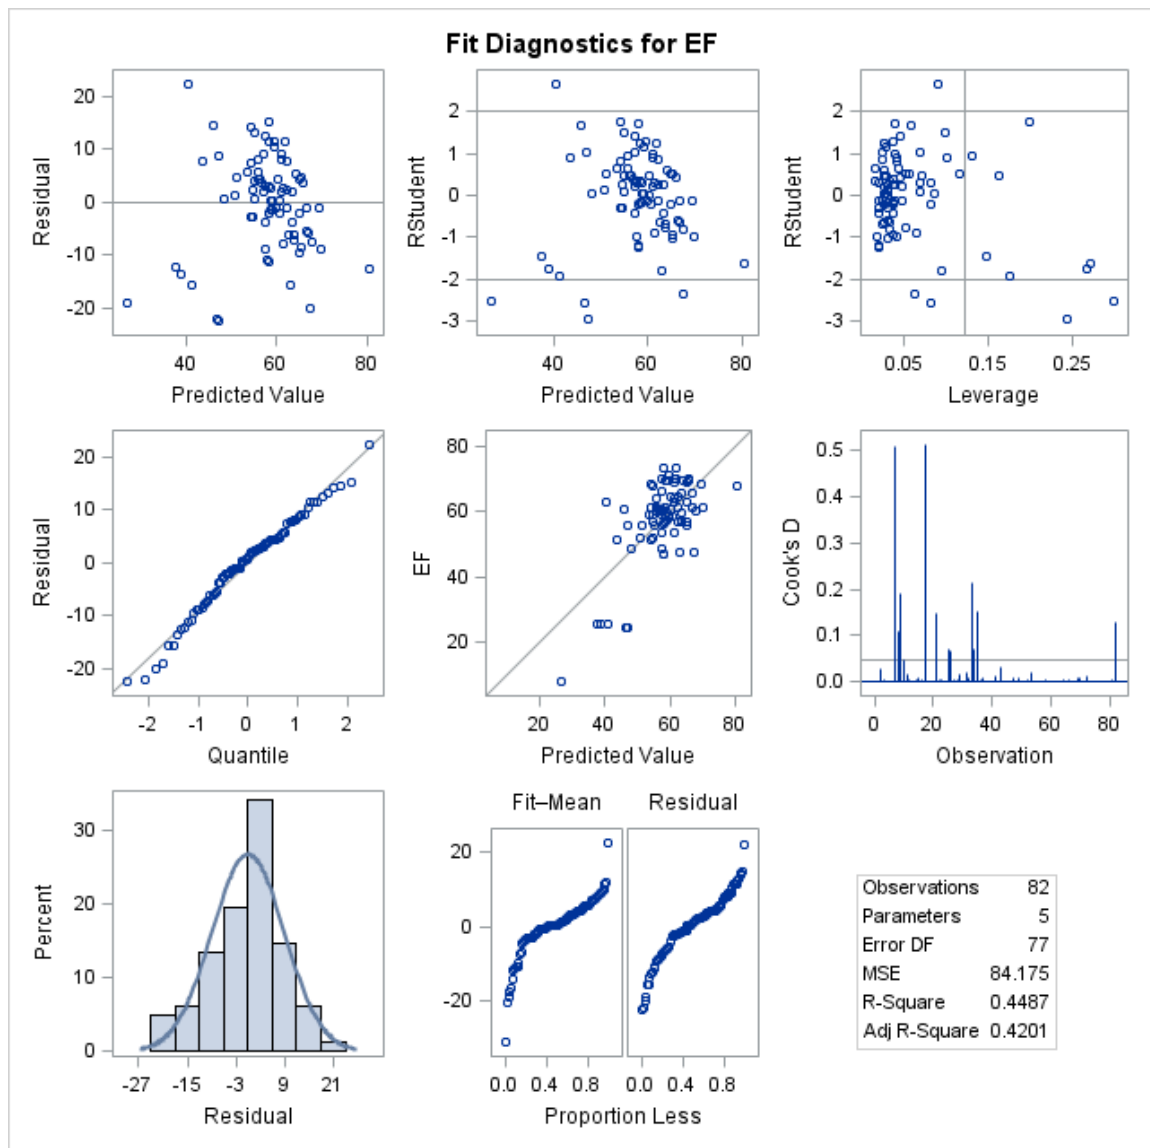 Fit Diagnostics for EF
20
10
0
-10
-20
Residual
40 60 80
Predicted Value
2
1
0
-1
-2
-3
RStudent
40 60 80
Predicted Value
2
1
0
-1
-2
-3
RStudent
0.05 0.15 0.25
Leverage
20
10
0
-10
-20
Residual
-2 -1 0 1 2
Quantile
80
60
40
20
EF
20 40 60 80
Predicted Value
0.5
0.4
0.3
0.2
0.1
0.0
Cook's D
0 20 40 60 80
Observation
30
20
10
0
Percent
-27 -15 -3 9 21
Residual
Fit–Mean Residual
20
0
-20
0.0 0.4 0.8 0.0 0.4 0.8
Proportion Less
Observations 82
Parameters 5
Error DF 77
MSE 84.175
R-Square 0.4487
Adj R-Square 0.4201